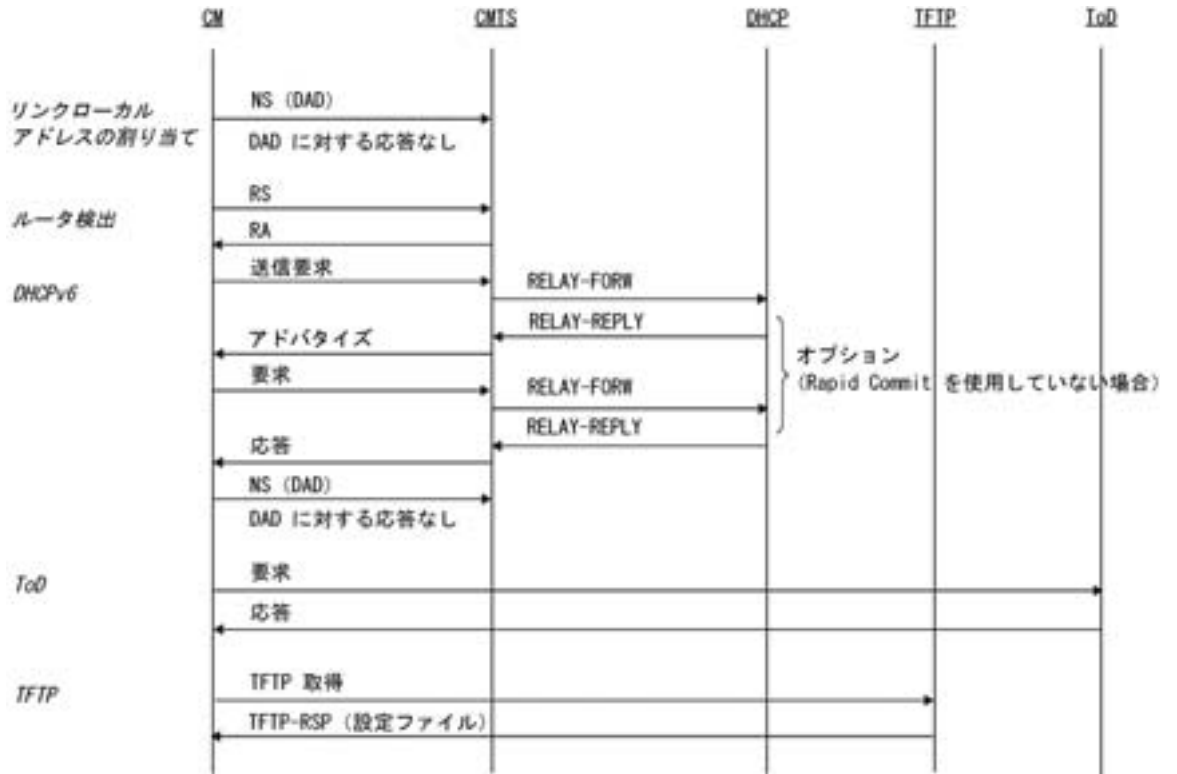 CM CMTS DHCP TFTP ToD
NS (DAD)
リンクローカル
アドレスの割り当て
DAD に対する応答なし
RS
ルータ検出
RA
送信要求
DHCPv6
RELAY-FORW
RELAY-REPLY
アドバタイズ
オプション
(Rapid Commit を使用していない場合)
要求
RELAY-FORW
RELAY-REPLY
応答
NS (DAD)
DAD に対する応答なし
要求
ToD
応答
TFTP 取得
TFTP
TFTP-RSP (設定ファイル)